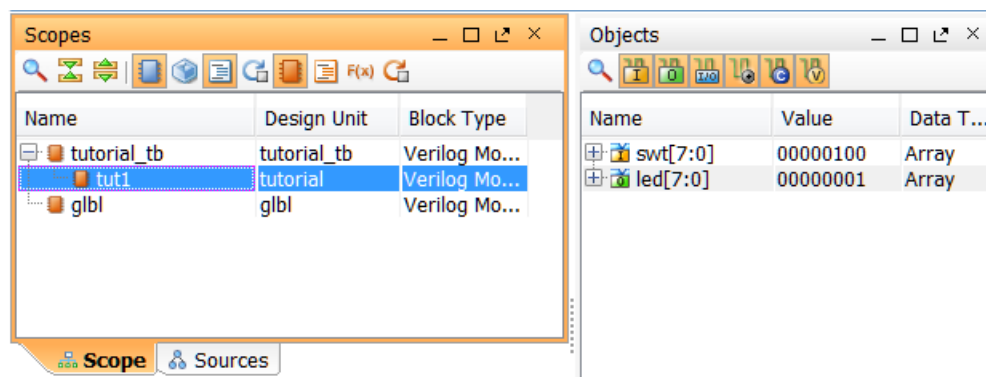 Scopes
F(x)
Name Design Unit Block Type
tutorial_tb tutorial_tb Verilog Mo...
tut1 tutorial Verilog Mo...
glbl glbl Verilog Mo...
Scope Sources
Objects
I O I/O C V
Name Value Data T...
swt[7:0] 00000100 Array
led[7:0] 00000001 Array